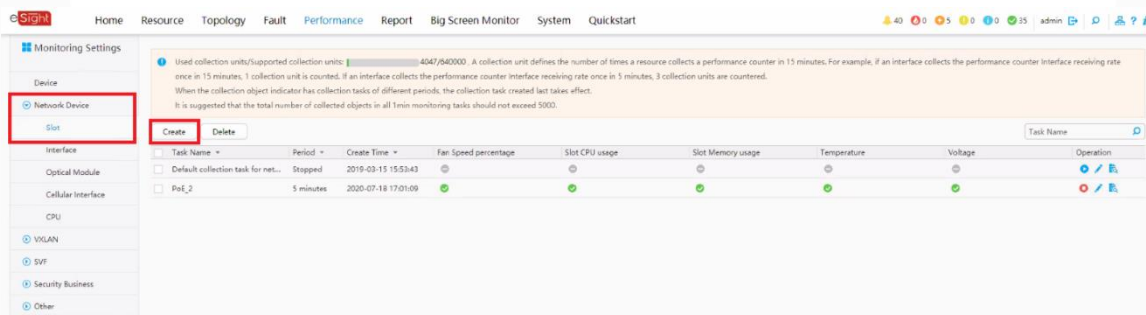 eSight
Home Resource Topology Fault Performance Report Big Screen Monitor System Quickstart
40 0 5 0 0 35 admin
Monitoring Settings
Device
Network Device
Slot
Interface
Optical Module
Cellular Interface
CPU
VXLAN
SVF
Security Business
Other
Used collection units/Supported collection units: 4047/640000 . A collection unit defines the number of times a resource collects a performance counter in 15 minutes. For example, if an interface collects the performance counter Interface receiving rate
once in 15 minutes, 1 collection unit is counted. If an interface collects the performance counter Interface receiving rate once in 5 minutes, 3 collection units are countered.
When the collection object indicator has collection tasks of different periods, the collection task created last takes effect.
It is suggested that the total number of collected objects in all 1min monitoring tasks should not exceed 5000.
Create Delete
Task Name
Task Name Period Create Time Fan Speed percentage Slot CPU usage Slot Memory usage Temperature Voltage Operation
Default collection task for net... Stopped 2019-03-15 15:53:43
PoE_2 5 minutes 2020-07-18 17:01:09